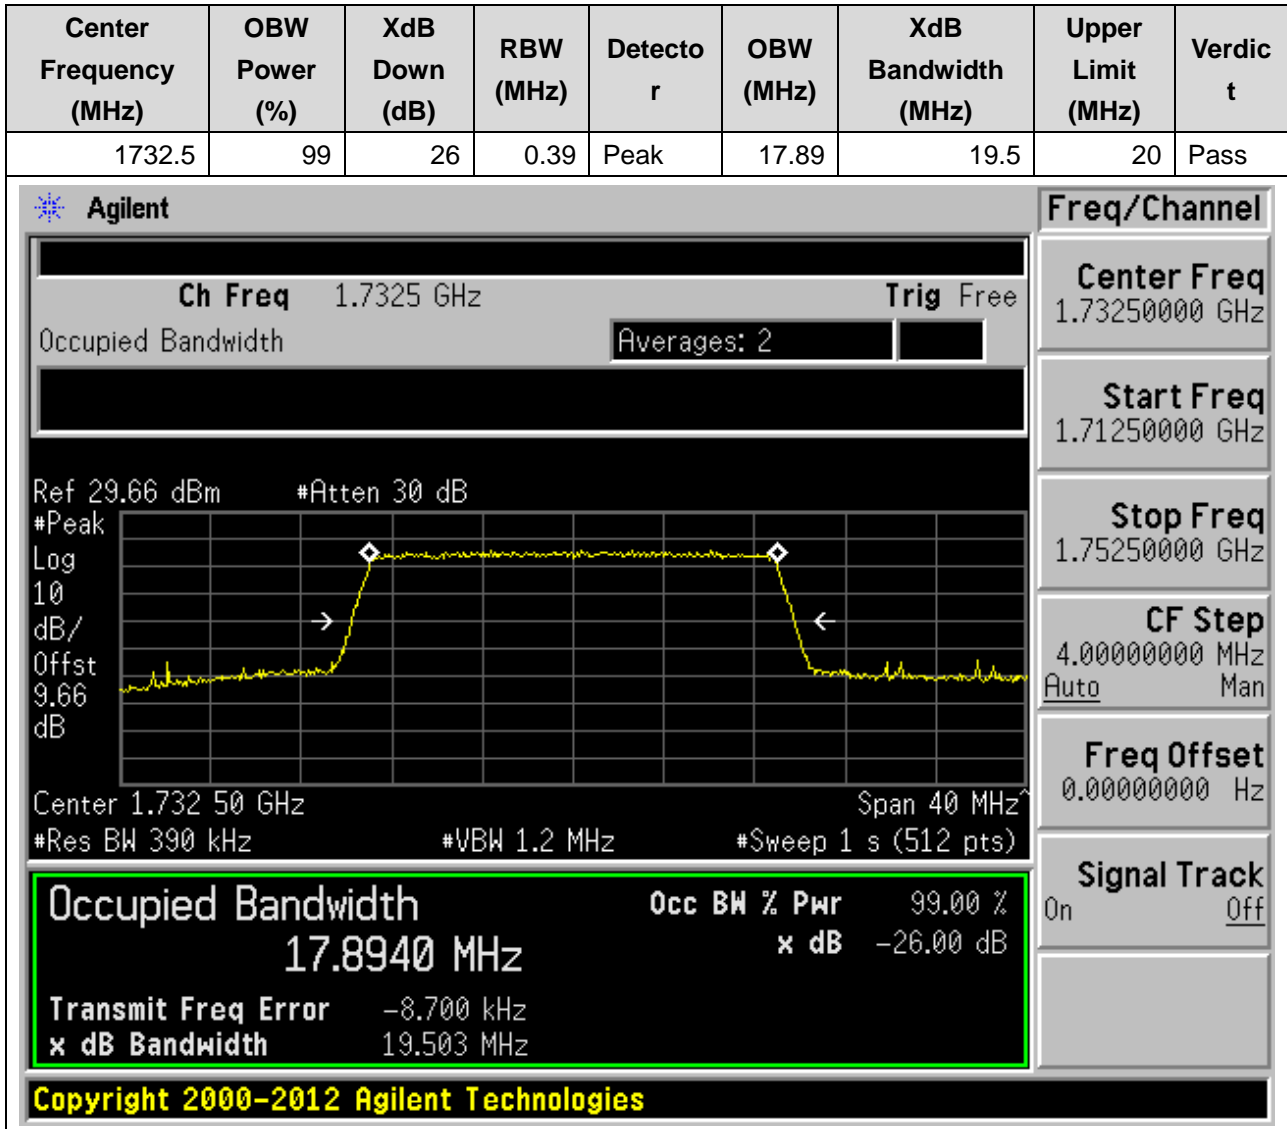 Center Frequency (MHz) OBW Power (%) XdB Down (dB) RBW (MHz) Detecto r OBW (MHz) XdB Bandwidth (MHz) Upper Limit (MHz) Verdic t
1732.5 99 26 0.39 Peak 17.89 19.5 20 Pass
Agilent
Freq/Channel
Ch Freq 1.7325 GHz Trig Free
Occupied Bandwidth Averages: 2
Center Freq
1.73250000 GHz
Start Freq
1.71250000 GHz
Stop Freq
1.75250000 GHz
CF Step
4.00000000 MHz
Auto Man
Freq Offset
0.00000000 Hz
Signal Track
On Off
Ref 29.66 dBm #Atten 30 dB
#Peak
Log
10
dB/
Offst
9.66
dB
Center 1.732 50 GHz Span 40 MHz^
#Res BW 390 kHz #VBW 1.2 MHz #Sweep 1 s (512 pts)
Occupied Bandwidth Occ BW % Pwr 99.00 %
17.8940 MHz x dB -26.00 dB
Transmit Freq Error -8.700 kHz
x dB Bandwidth 19.503 MHz
Copyright 2000-2012 Agilent Technologies